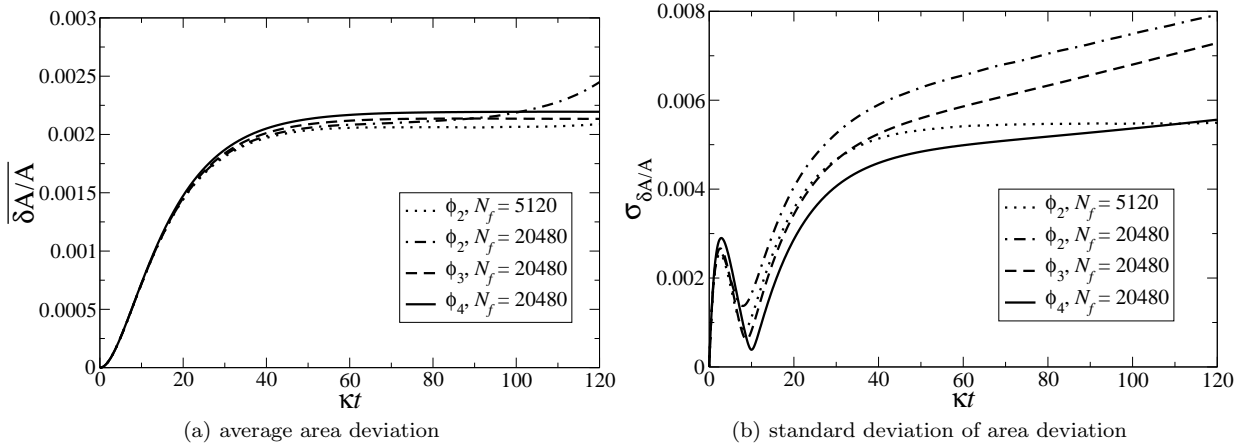 0.003
0.0025
0.002
0.0015
0.001
0.0005
0
δA/A
0 20 40 60 80 100 120
κt
ϕ2, Nf = 5120
ϕ2, Nf = 20480
ϕ3, Nf = 20480
ϕ4, Nf = 20480
(a) average area deviation
0.008
0.006
0.004
0.002
0
σδA/A
0 20 40 60 80 100 120
κt
ϕ2, Nf = 5120
ϕ2, Nf = 20480
ϕ3, Nf = 20480
ϕ4, Nf = 20480
(b) standard deviation of area deviation